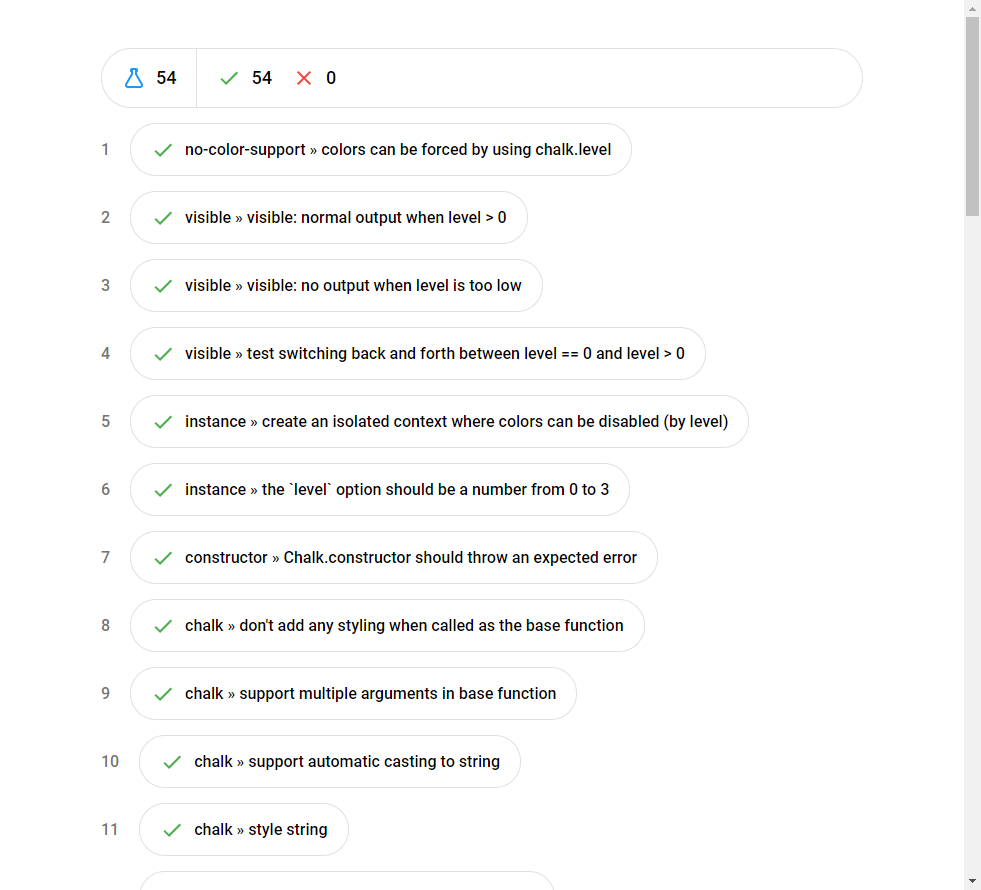 54 54 0
1 no-color-support » colors can be forced by using chalk.level
2 visible » visible: normal output when level > 0
3 visible » visible: no output when level is too low
4 visible » test switching back and forth between level == 0 and level > 0
5 instance » create an isolated context where colors can be disabled (by level)
6 instance » the `level` option should be a number from 0 to 3
7 constructor » Chalk.constructor should throw an expected error
8 chalk » don't add any styling when called as the base function
9 chalk » support multiple arguments in base function
10 chalk » support automatic casting to string
11 chalk » style string